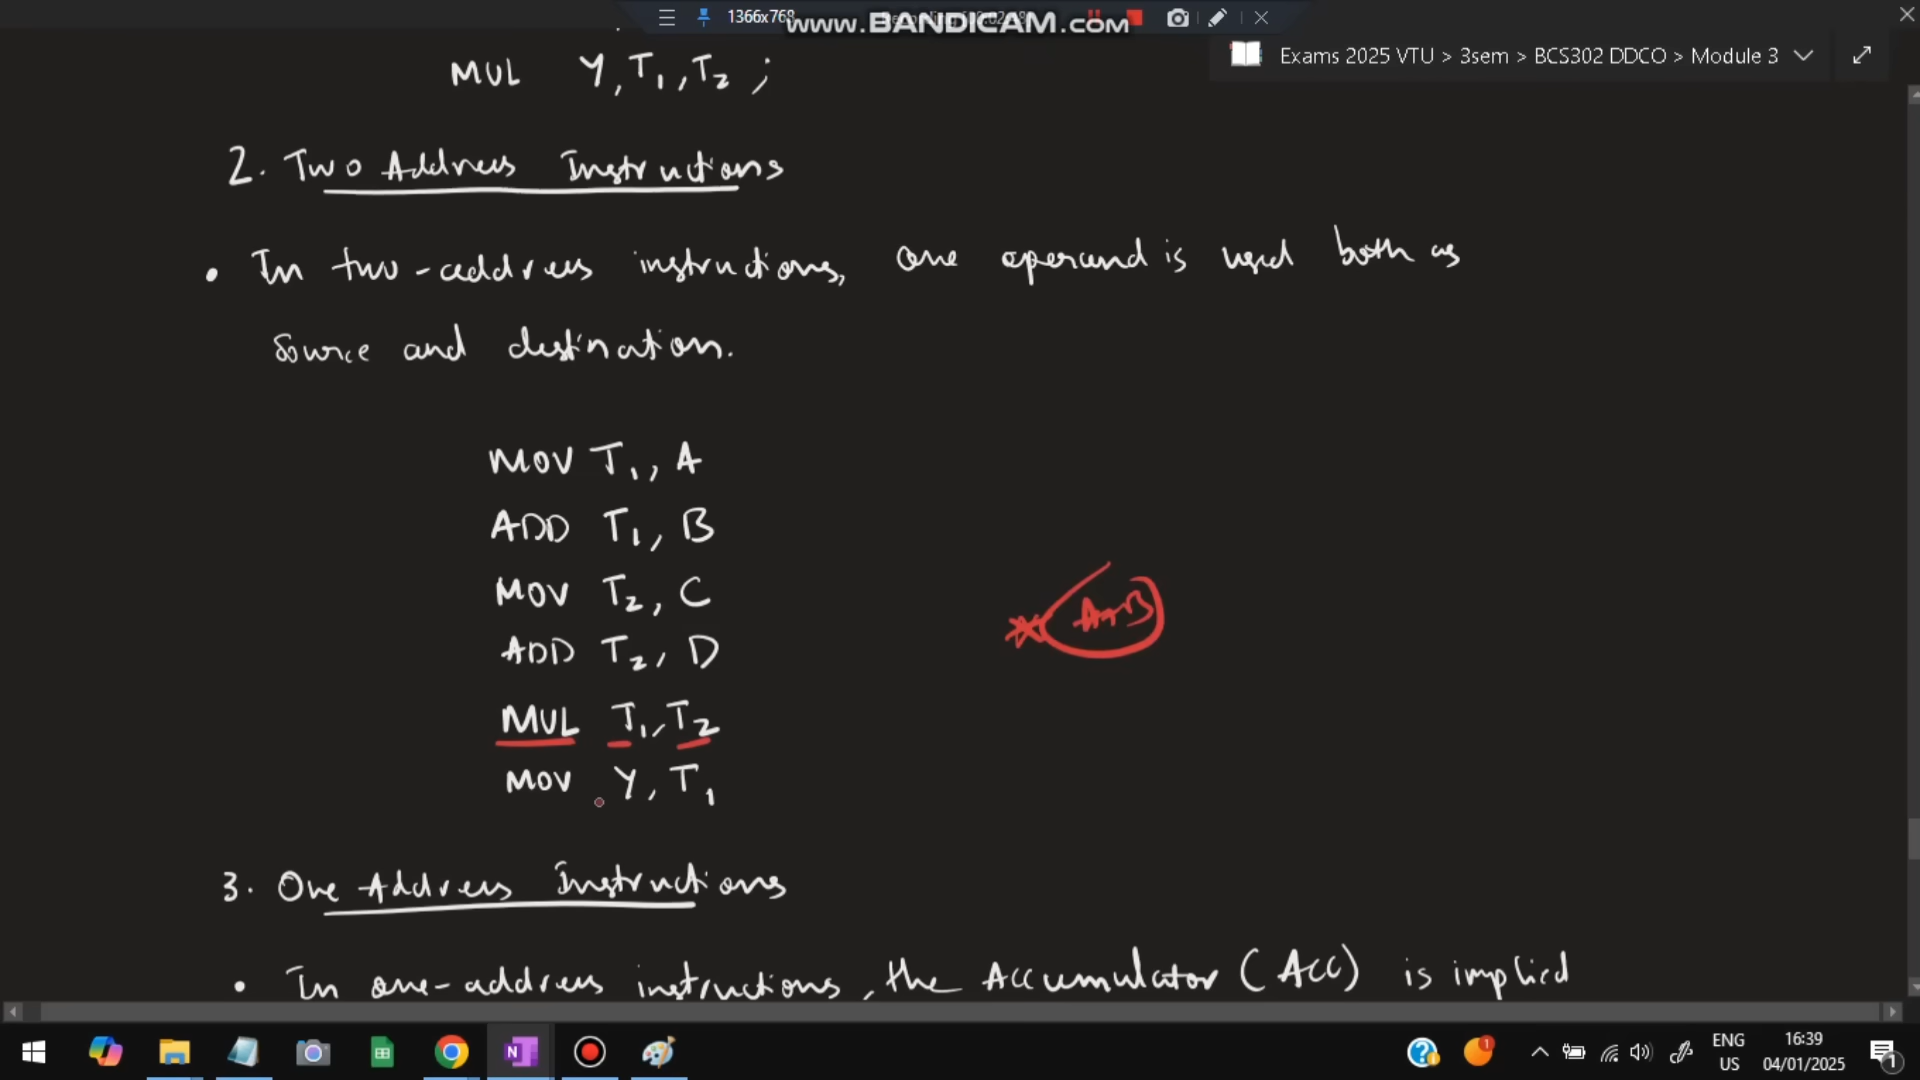 1366x768
www.BANDICAM.com
Exams 2025 VTU > 3sem > BCS302 DDCO > Module 3
MUL Y, T1, T2 ;
2. Two Address Instructions
• In two-address instructions, one operand is used both as
source and destination.
MOV T1, A
ADD T1, B
MOV T2, C
ADD T2, D
* A+B
MUL T1, T2
MOV Y, T1
3. One Address Instructions
• In one-address instructions, the Accumulator (ACC) is implied
ENG
US
16:39
04/01/2025
1